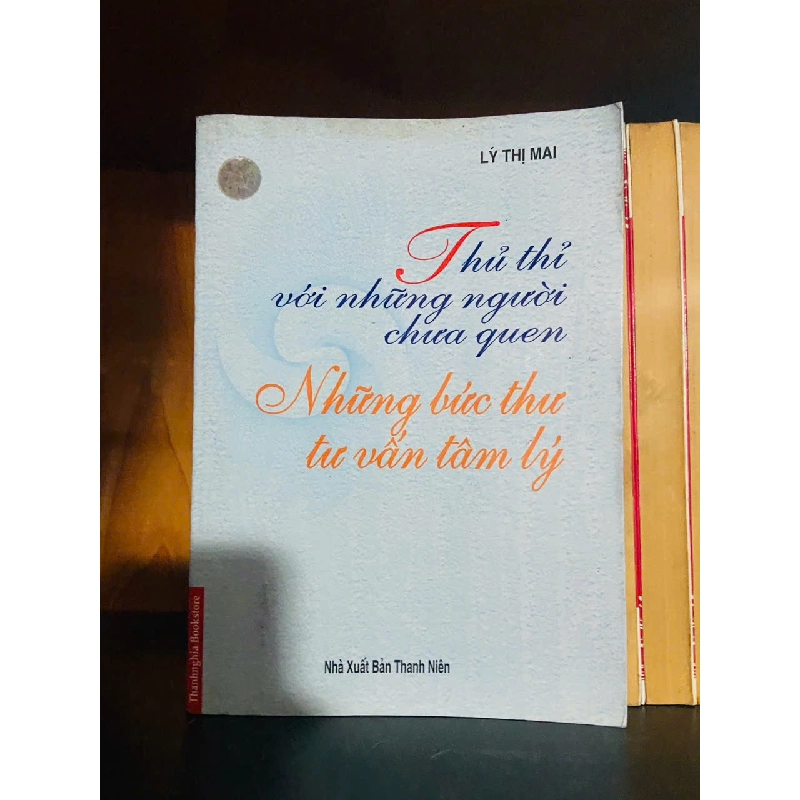 LÝ THỊ MAI
Thủ thỉ
với những người
chưa quen
Những bức thư
tư vấn tâm lý
Nhà Xuất Bản Thanh Niên
Thanhnghia Bookstore